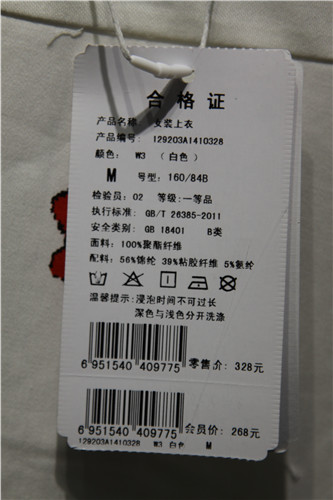 合格证
产品名称: 女装上衣
产品编号: 129203A1410328
颜色: W3 (白色)
M 号型: 160/84B
检验员: 02 等级: 一等品
执行标准: GB/T 26385-2011
安全类别: GB 18401 B类
面料: 100%聚酯纤维
配料: 56%锦纶 39%粘胶纤维 5%氨纶
温馨提示: 浸泡时间不可过长
深色与浅色分开洗涤
6 951540 409775 零售价: 328元
6 951540 409775 会员价: 268元
129203A1410328 W3 白色 M